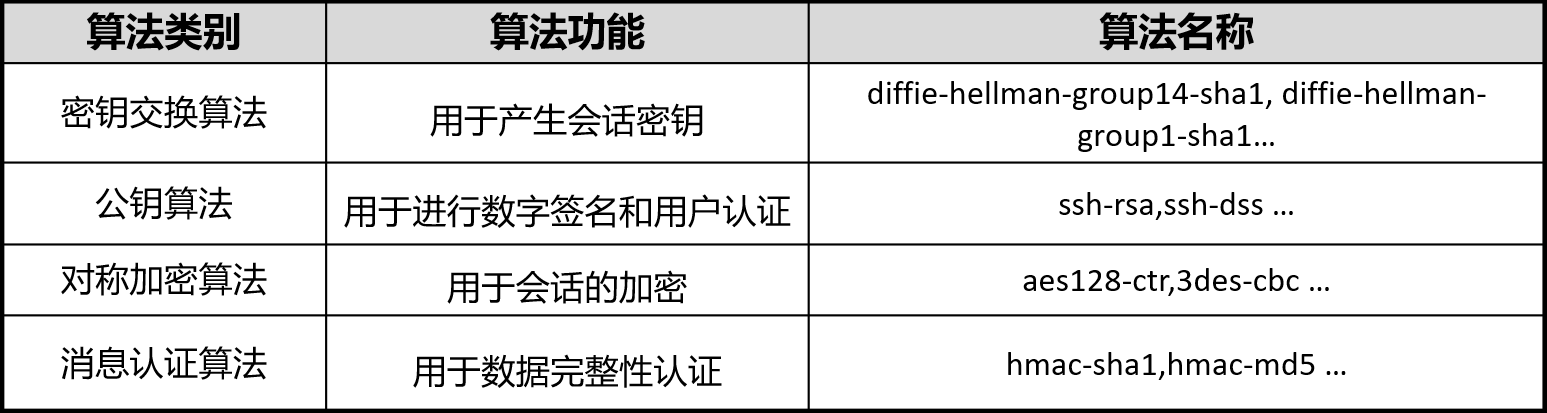 算法类别 算法功能 算法名称
密钥交换算法 用于产生会话密钥 diffie-hellman-group14-sha1, diffie-hellman-
group1-sha1...
公钥算法 用于进行数字签名和用户认证 ssh-rsa,ssh-dss ...
对称加密算法 用于会话的加密 aes128-ctr,3des-cbc ...
消息认证算法 用于数据完整性认证 hmac-sha1,hmac-md5 ...